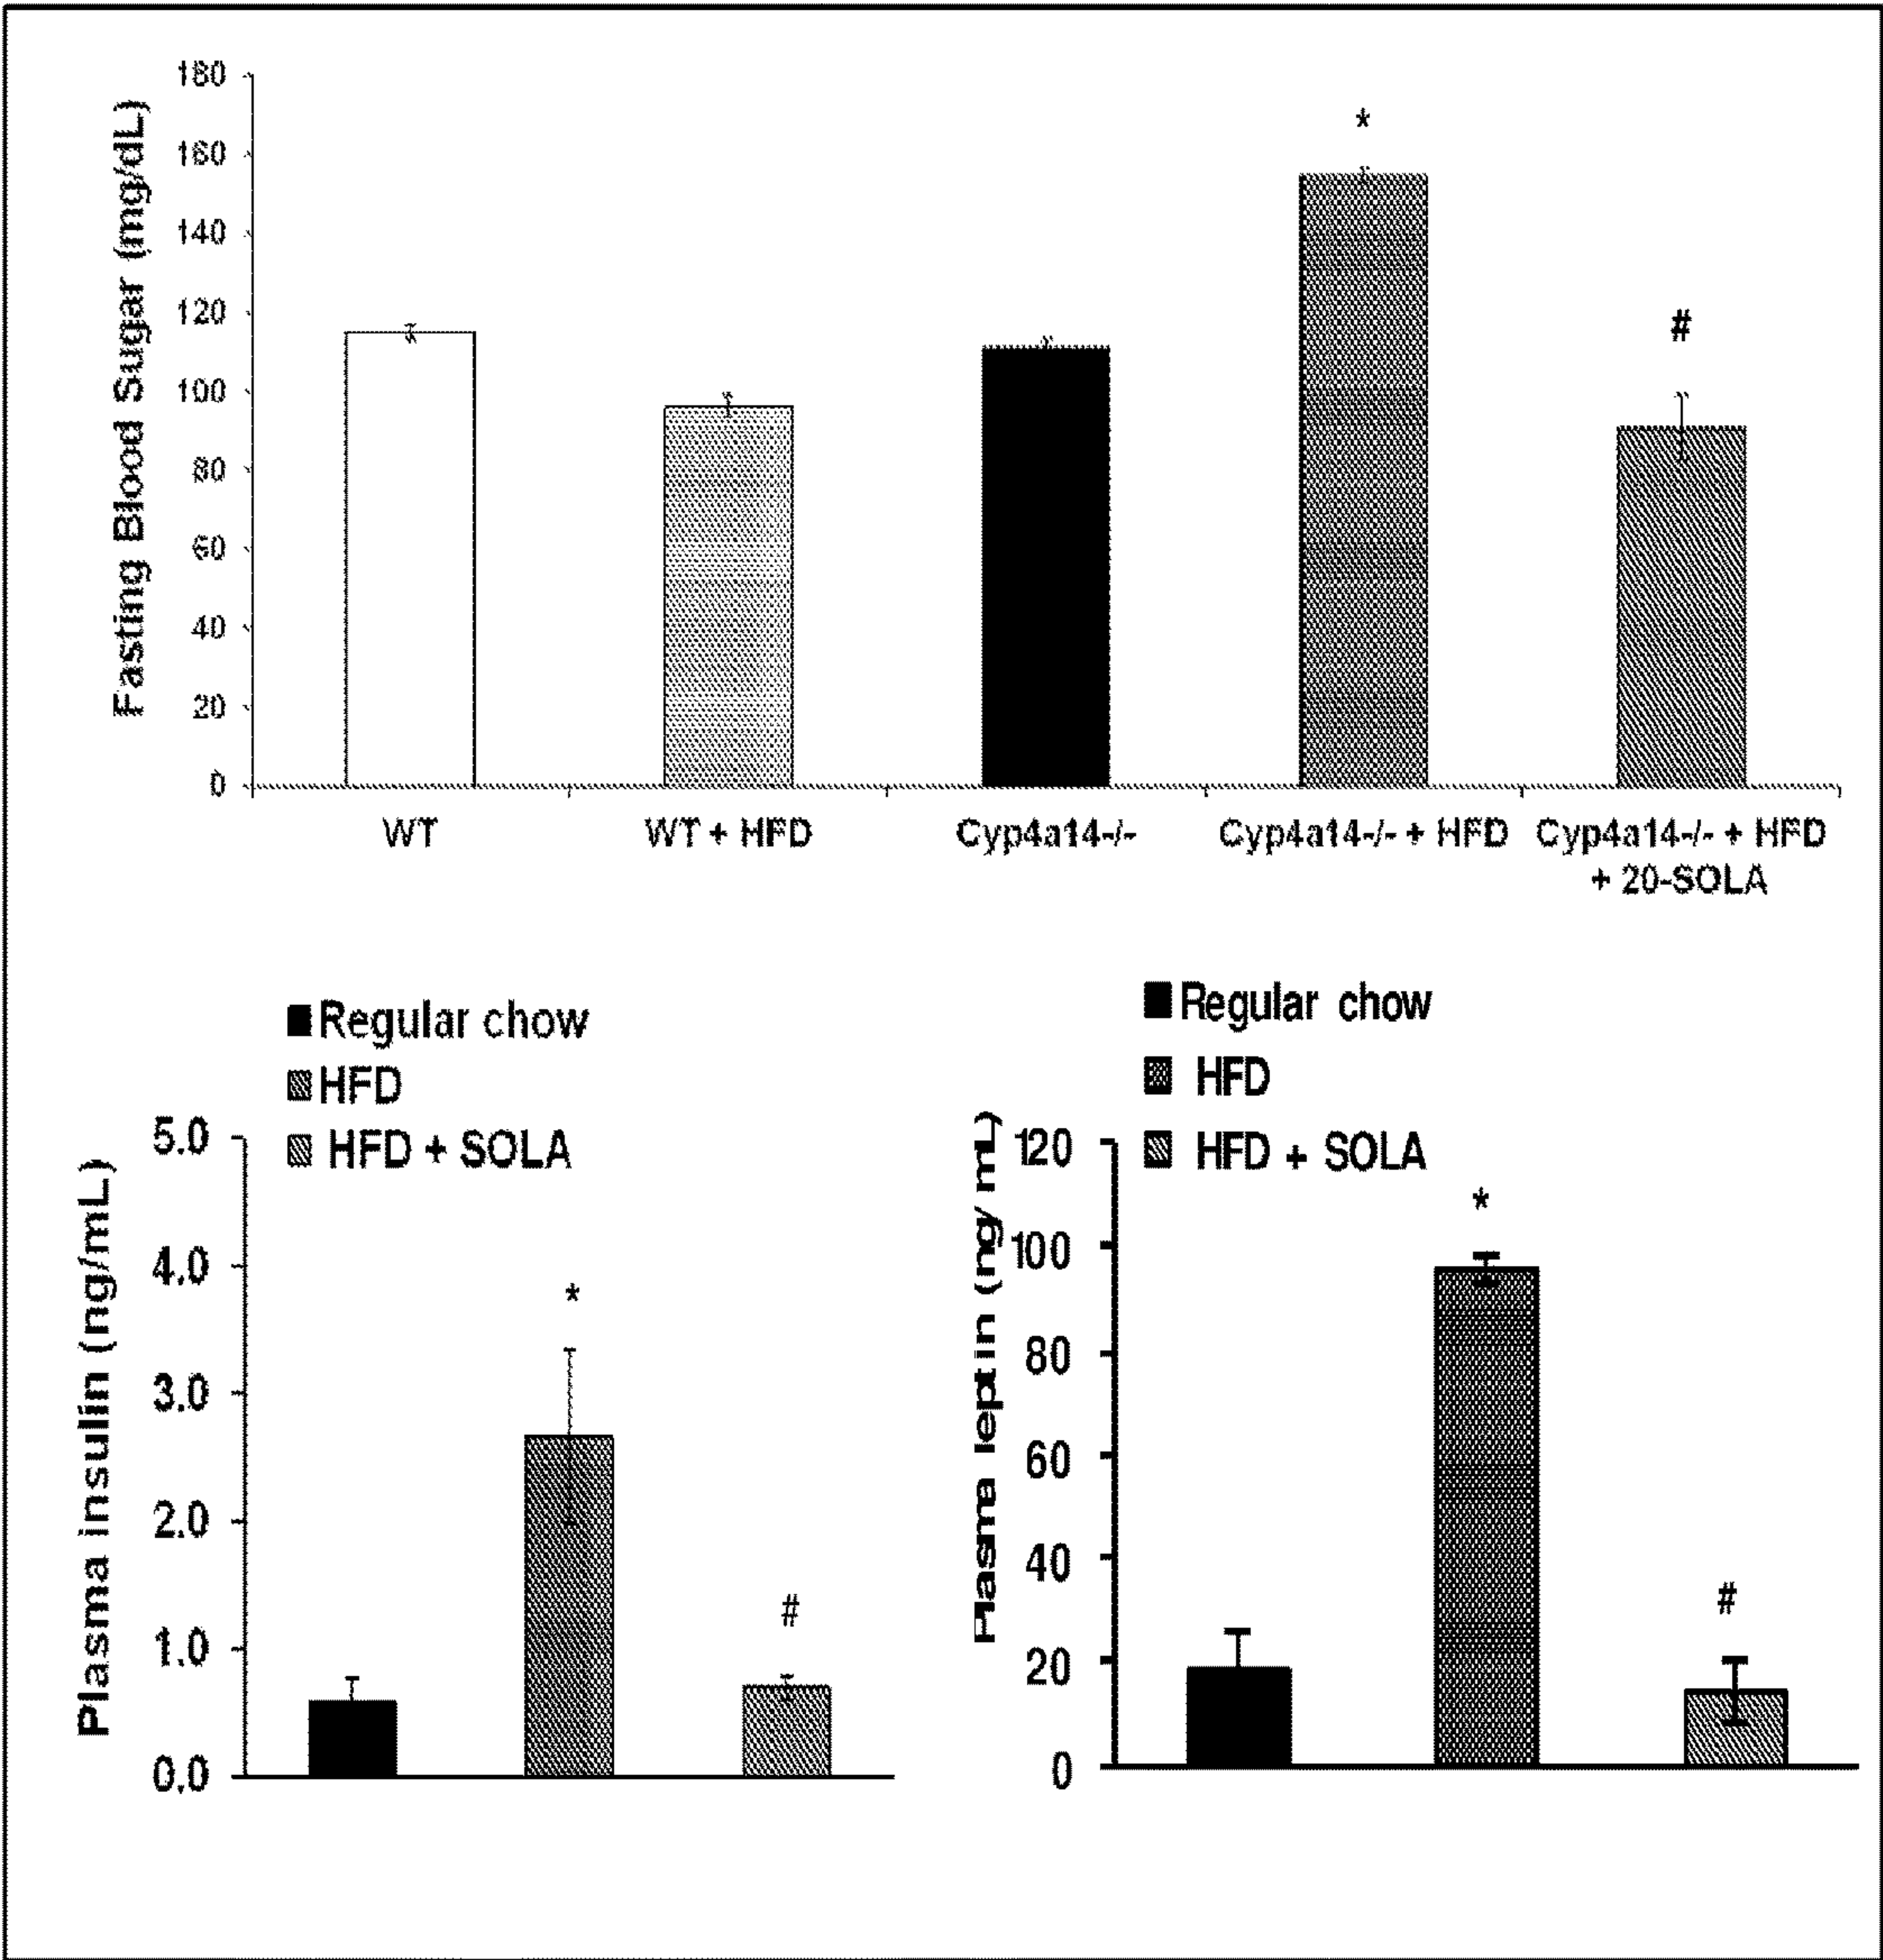 Fasting Blood Sugar (mg/dL)
180
160
140
120
100
80
60
40
20
0
*
#
WT
WT + HFD
Cyp4a14-/-
Cyp4a14-/- + HFD
Cyp4a14-/- + HFD
+ 20-SOLA
Regular chow
HFD
HFD + SOLA
Plasma insulin (ng/mL)
5.0
4.0
3.0
2.0
1.0
0.0
*
#
Regular chow
HFD
HFD + SOLA
Plasma leptin (ng/mL)
120
100
80
60
40
20
0
*
#